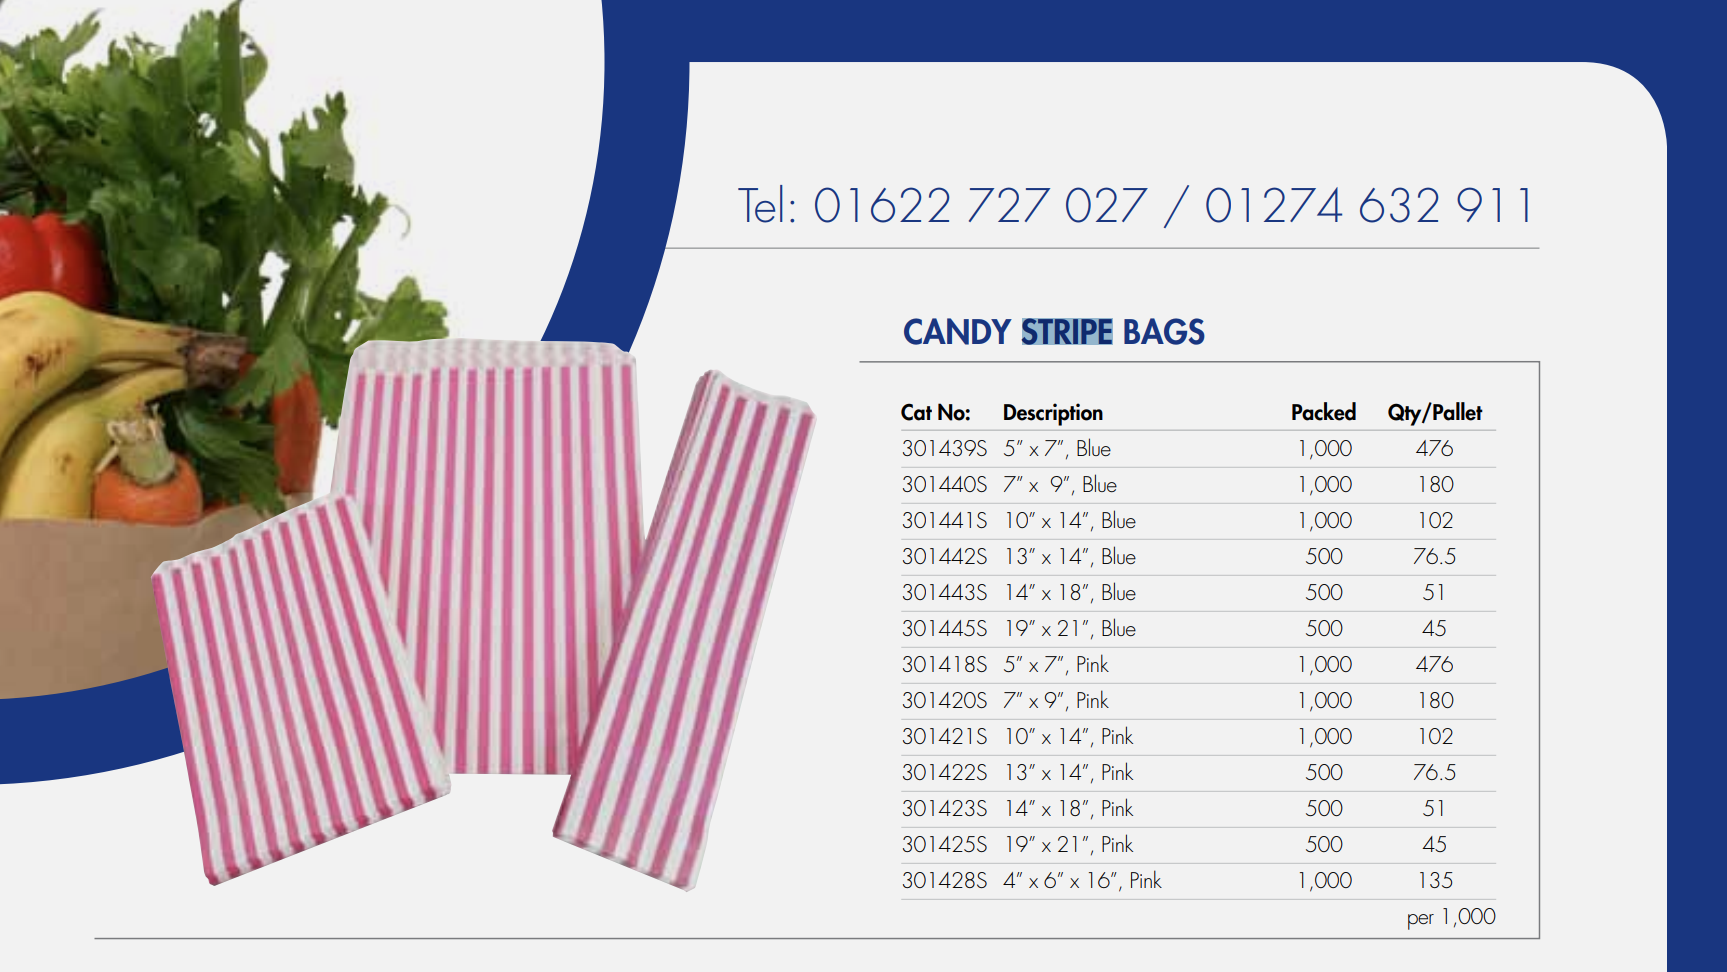 Tel: 01622 727 027 / 01274 632 911
CANDY STRIPE BAGS
Cat No: Description Packed Qty/Pallet
301439S 5” x 7”, Blue 1,000 476
301440S 7” x 9”, Blue 1,000 180
301441S 10” x 14”, Blue 1,000 102
301442S 13” x 14”, Blue 500 76.5
301443S 14” x 18”, Blue 500 51
301445S 19” x 21”, Blue 500 45
301418S 5” x 7”, Pink 1,000 476
301420S 7” x 9”, Pink 1,000 180
301421S 10” x 14”, Pink 1,000 102
301422S 13” x 14”, Pink 500 76.5
301423S 14” x 18”, Pink 500 51
301425S 19” x 21”, Pink 500 45
301428S 4” x 6” x 16”, Pink 1,000 135
per 1,000